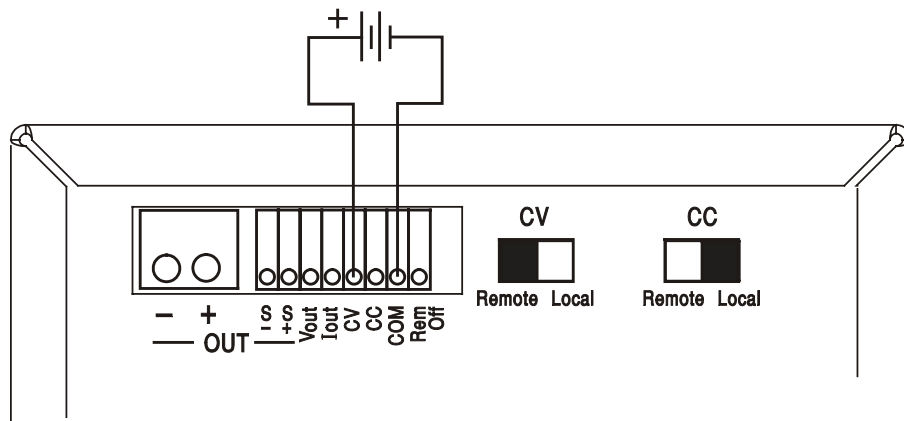 +
CV
CC
Remote Local
Remote Local
- +
OUT
S -
S +
Vout
Iout
CV
CC
COM
Rem Off